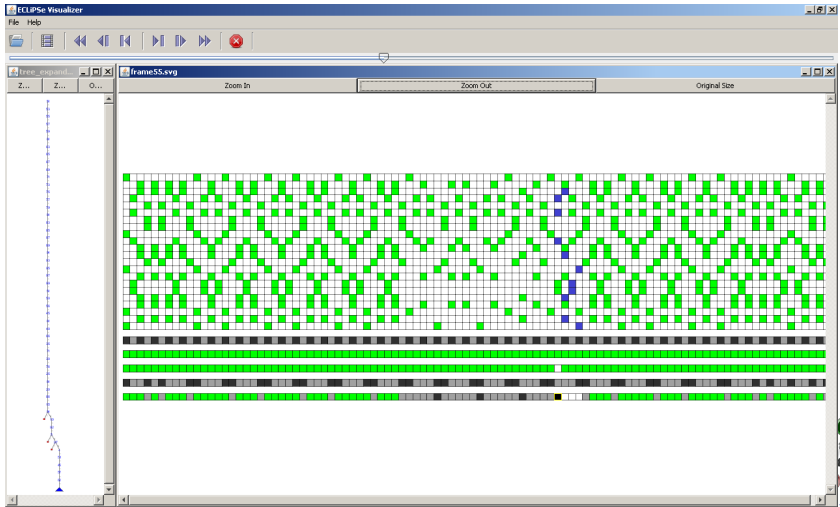 ECLiPSe Visualizer
File Help
tree_expand...
Z... Z... O...
frame55.svg
Zoom In Zoom Out Original Size